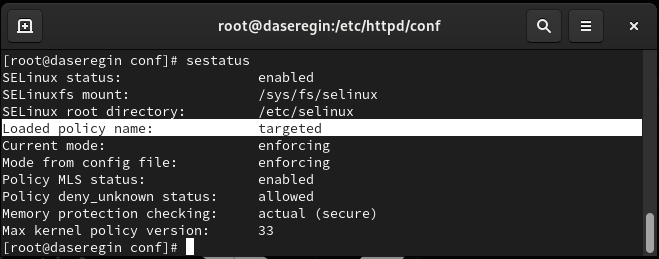 root@daseregin:/etc/httpd/conf
[root@daseregin conf]# sestatus
SELinux status:                 enabled
SELinuxfs mount:                /sys/fs/selinux
SELinux root directory:         /etc/selinux
Loaded policy name:             targeted
Current mode:                   enforcing
Mode from config file:          enforcing
Policy MLS status:              enabled
Policy deny_unknown status:     allowed
Memory protection checking:     actual (secure)
Max kernel policy version:      33
[root@daseregin conf]#